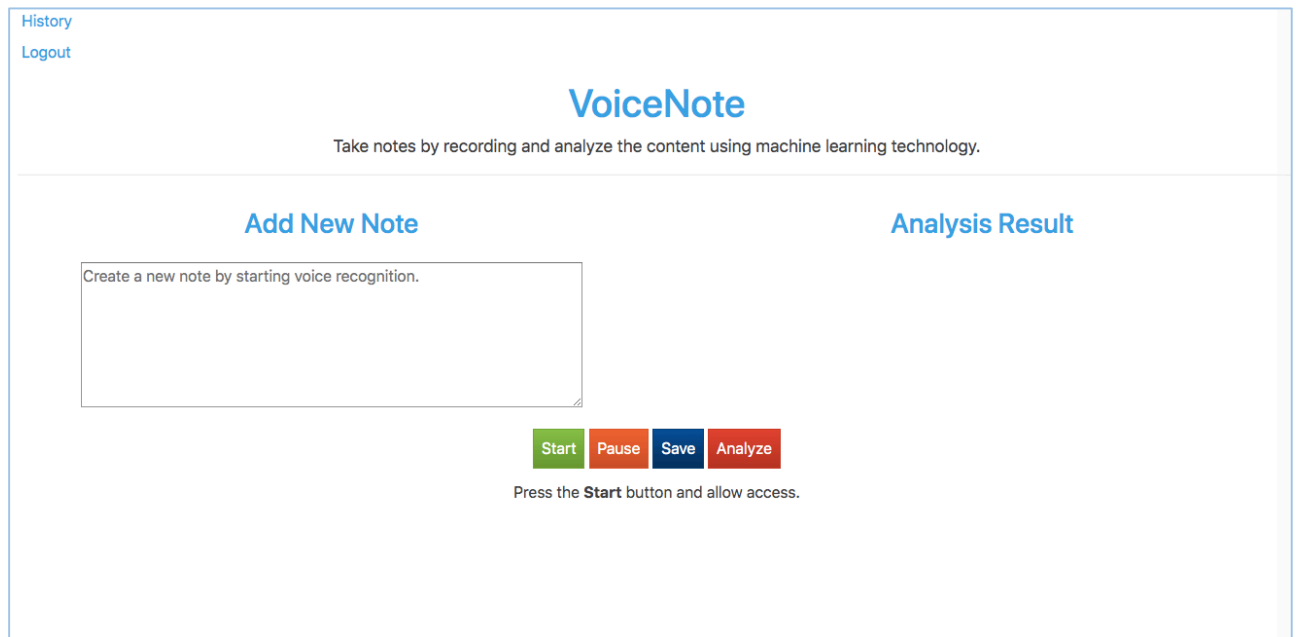 History
Logout
VoiceNote
Take notes by recording and analyze the content using machine learning technology.
Add New Note
Analysis Result
Create a new note by starting voice recognition.
Start Pause Save Analyze
Press the Start button and allow access.